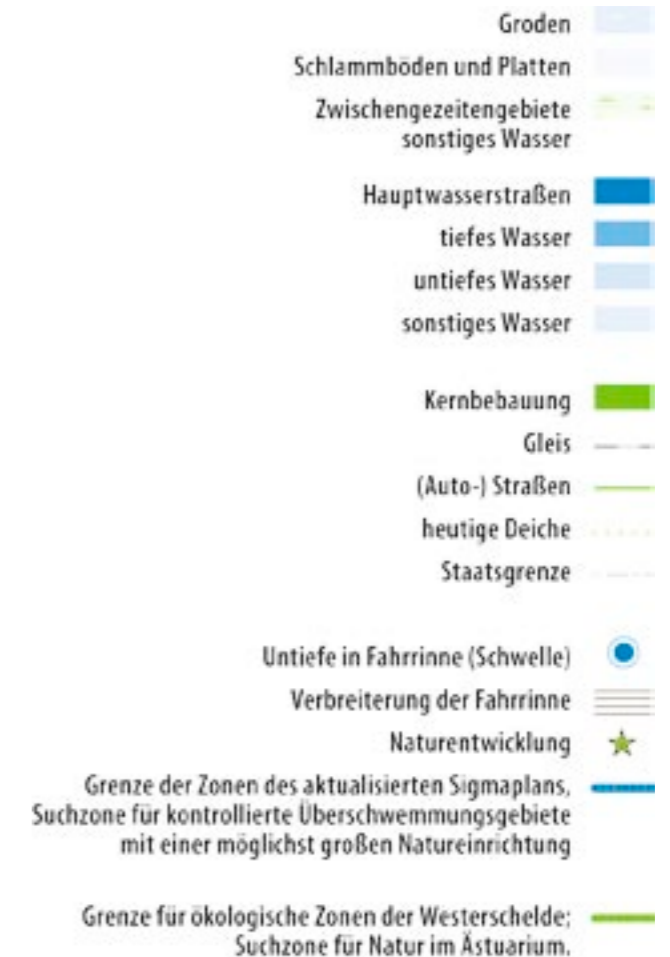 Groden
Schlammböden und Platten
Zwischengezeitengebiete
sonstiges Wasser
Hauptwasserstraßen
tiefes Wasser
untiefes Wasser
sonstiges Wasser
Kernbebauung
Gleis
(Auto-) Straßen
heutige Deiche
Staatsgrenze
Untiefe in Fahrrinne (Schwelle)
Verbreiterung der Fahrrinne
Naturentwicklung
Grenze der Zonen des aktualisierten Sigmaplans,
Suchzone für kontrollierte Überschwemmungsgebiete
mit einer möglichst großen Natureinrichtung
Grenze für ökologische Zonen der Westerschelde;
Suchzone für Natur im Ästuarium.